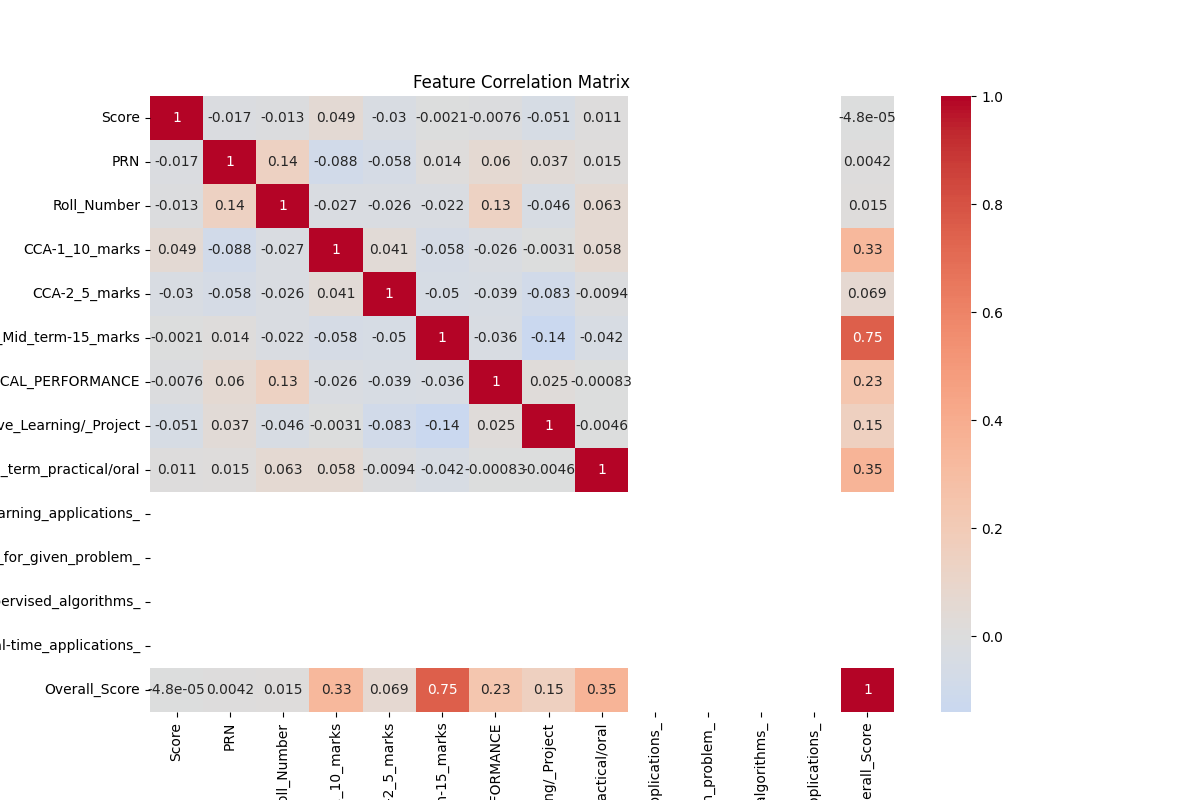 Feature Correlation Matrix
Score 1 -0.017 -0.013 0.049 -0.03 -0.0021 -0.0076 -0.051 0.011 -4.8e-05
PRN -0.017 1 0.14 -0.088 -0.058 0.014 0.06 0.037 0.015 0.0042
Roll_Number -0.013 0.14 1 -0.027 -0.026 -0.022 0.13 -0.046 0.063 0.015
CCA-1_10_marks 0.049 -0.088 -0.027 1 0.041 -0.058 -0.026 -0.0031 0.058 0.33
CCA-2_5_marks -0.03 -0.058 -0.026 0.041 1 -0.05 -0.039 -0.083 -0.0094 0.069
_Mid_term-15_marks -0.0021 0.014 -0.022 -0.058 -0.05 1 -0.036 -0.14 -0.042 0.75
CAL_PERFORMANCE -0.0076 0.06 0.13 -0.026 -0.039 -0.036 1 0.025 -0.00083 0.23
ve_Learning/_Project -0.051 0.037 -0.046 -0.0031 -0.083 -0.14 0.025 1 -0.0046 0.15
_term_practical/oral 0.011 0.015 0.063 0.058 -0.0094 -0.042 -0.00083 -0.0046 1 0.35
arning_applications_
_for_given_problem_
ervised_algorithms_
l-time_applications_
Overall_Score -4.8e-05 0.0042 0.015 0.33 0.069 0.75 0.23 0.15 0.35 1
Score
PRN
oll_Number
_10_marks
-2_5_marks
n-15_marks
FORMANCE
ng/_Project
actical/oral
pplications_
n_problem_
algorithms_
pplications_
erall_Score
1.0
0.8
0.6
0.4
0.2
0.0